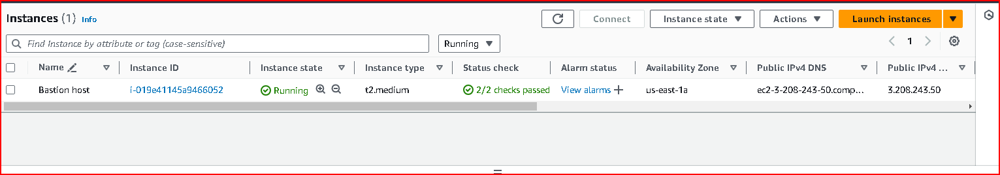 Instances (1) Info Connect Instance state Actions Launch instances
Find Instance by attribute or tag (case-sensitive) Running 1
Name Instance ID Instance state Instance type Status check Alarm status Availability Zone Public IPv4 DNS Public IPv4 ...
Bastion host i-019e41145a9466052 Running t2.medium 2/2 checks passed View alarms + us-east-1a ec2-3-208-243-50.comp... 3.208.243.50